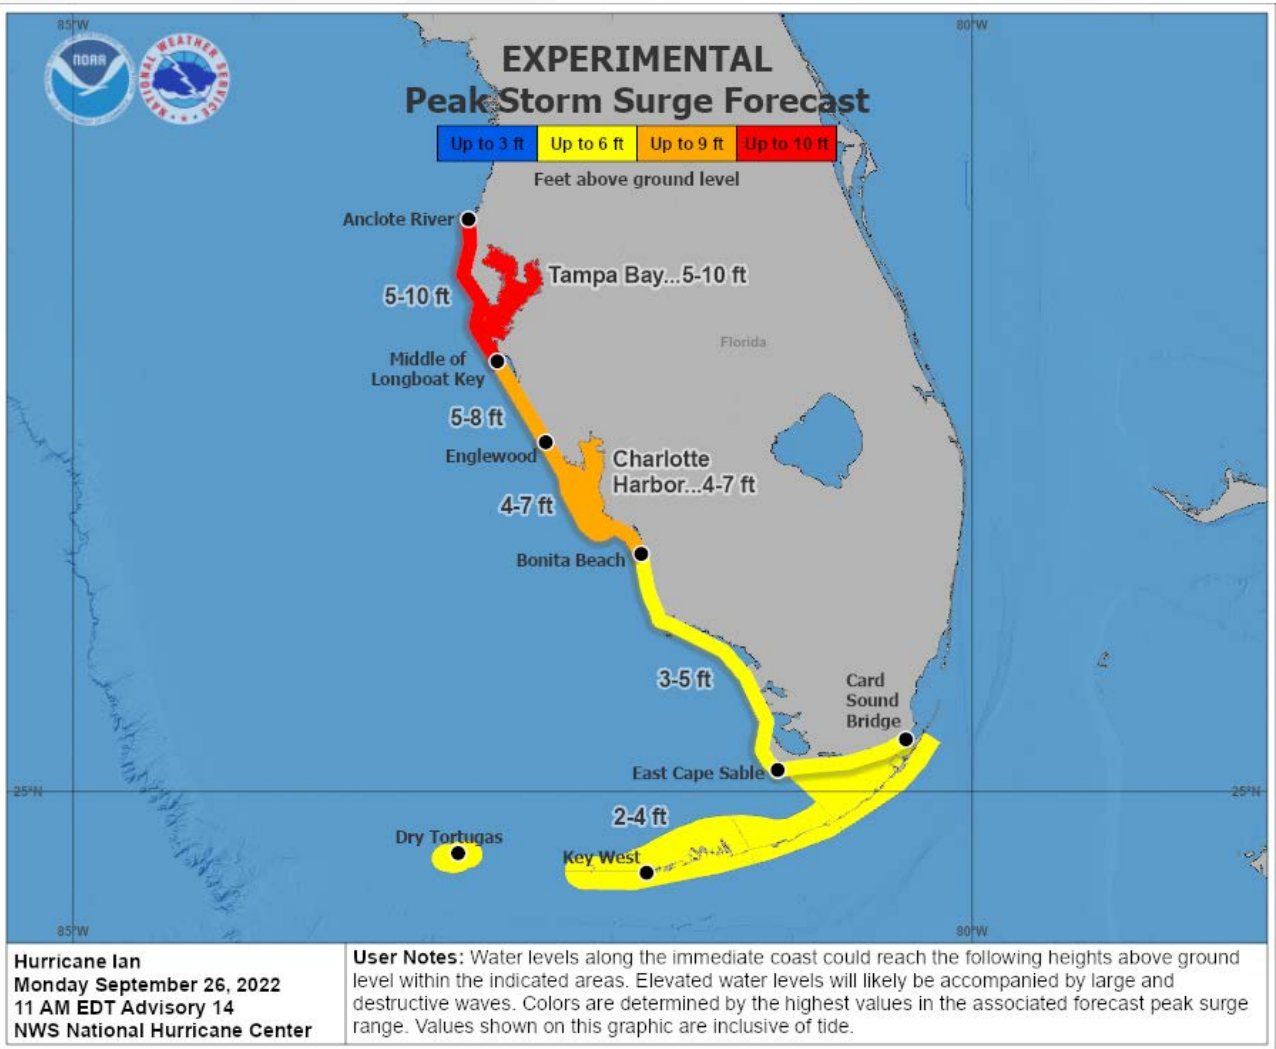 85°W
80°W
NOAA
NATIONAL WEATHER SERVICE
EXPERIMENTAL
Peak Storm Surge Forecast
Up to 3 ft
Up to 6 ft
Up to 9 ft
Up to 10 ft
Feet above ground level
Anclote River
Tampa Bay...5-10 ft
5-10 ft
Florida
Middle of
Longboat Key
5-8 ft
Englewood
Charlotte
Harbor...4-7 ft
4-7 ft
Bonita Beach
3-5 ft
Card
Sound
Bridge
East Cape Sable
25°N
25°N
2-4 ft
Dry Tortugas
Key West
85°W
80°W
Hurricane Ian
Monday September 26, 2022
11 AM EDT Advisory 14
NWS National Hurricane Center
User Notes: Water levels along the immediate coast could reach the following heights above ground
level within the indicated areas. Elevated water levels will likely be accompanied by large and
destructive waves. Colors are determined by the highest values in the associated forecast peak surge
range. Values shown on this graphic are inclusive of tide.